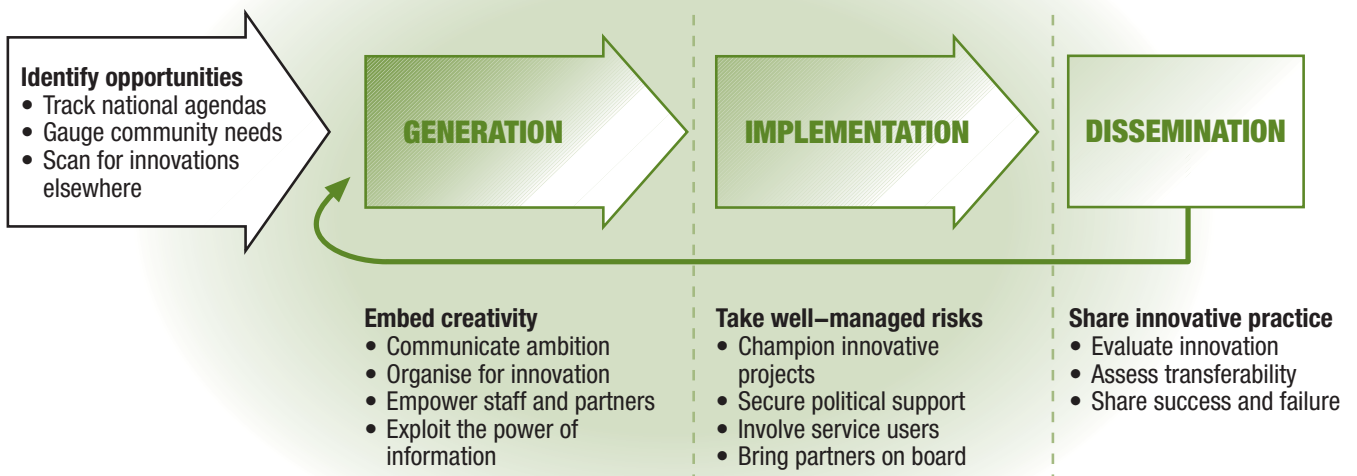 Identify opportunities
• Track national agendas
• Gauge community needs
• Scan for innovations
elsewhere
GENERATION
IMPLEMENTATION
DISSEMINATION
Embed creativity
• Communicate ambition
• Organise for innovation
• Empower staff and partners
• Exploit the power of
information
Take well–managed risks
• Champion innovative
projects
• Secure political support
• Involve service users
• Bring partners on board
Share innovative practice
• Evaluate innovation
• Assess transferability
• Share success and failure